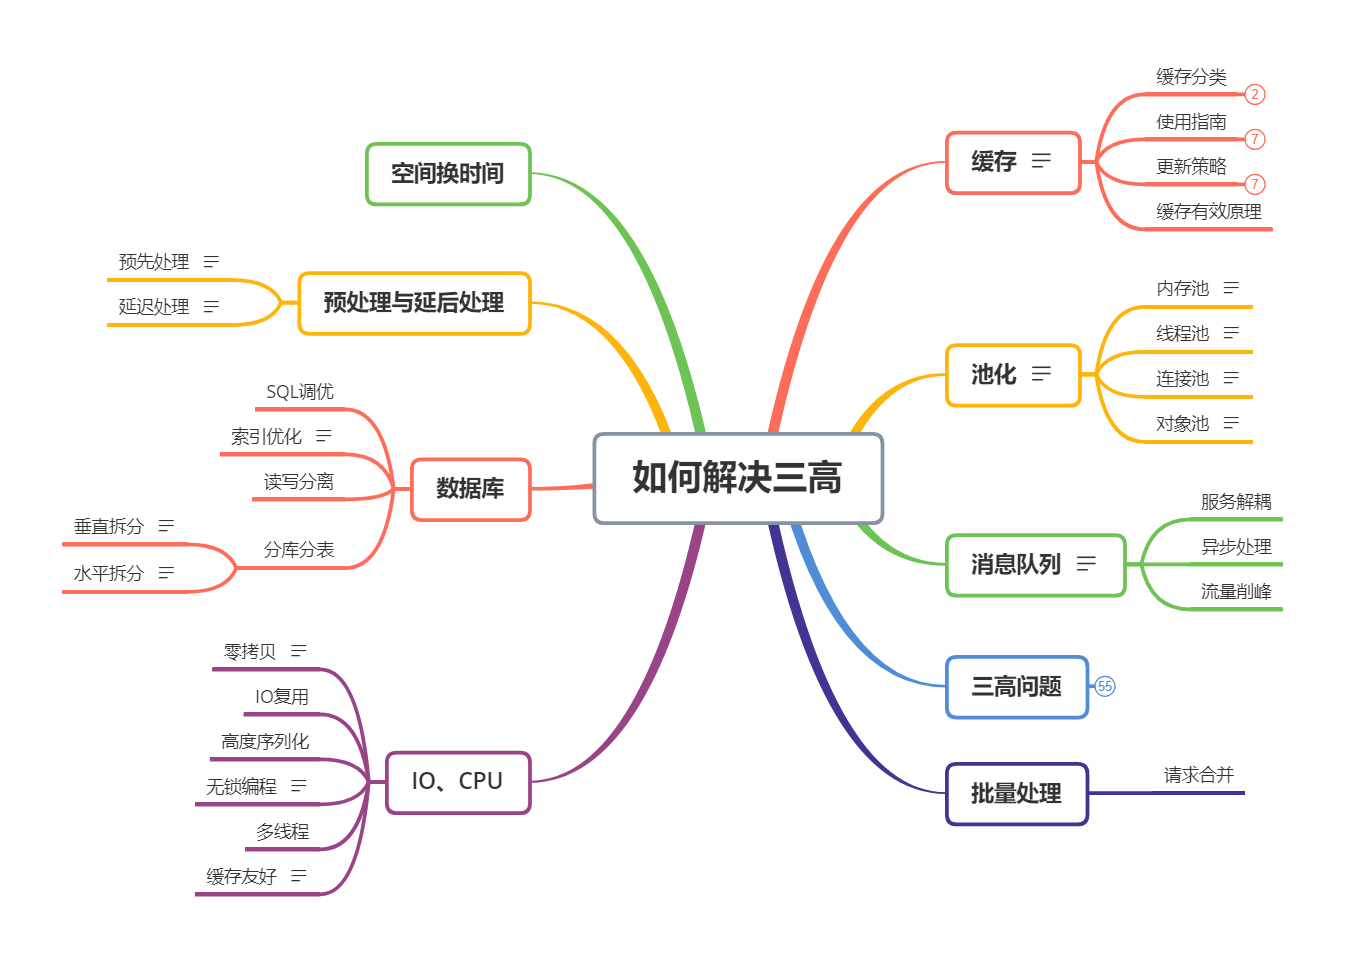 如何解决三高
缓存
缓存分类
2
使用指南
7
更新策略
7
缓存有效原理
池化
内存池
线程池
连接池
对象池
消息队列
服务解耦
异步处理
流量削峰
三高问题
55
批量处理
请求合并
空间换时间
预处理与延后处理
预先处理
延迟处理
数据库
SQL调优
索引优化
读写分离
分库分表
垂直拆分
水平拆分
IO、CPU
零拷贝
IO复用
高度序列化
无锁编程
多线程
缓存友好